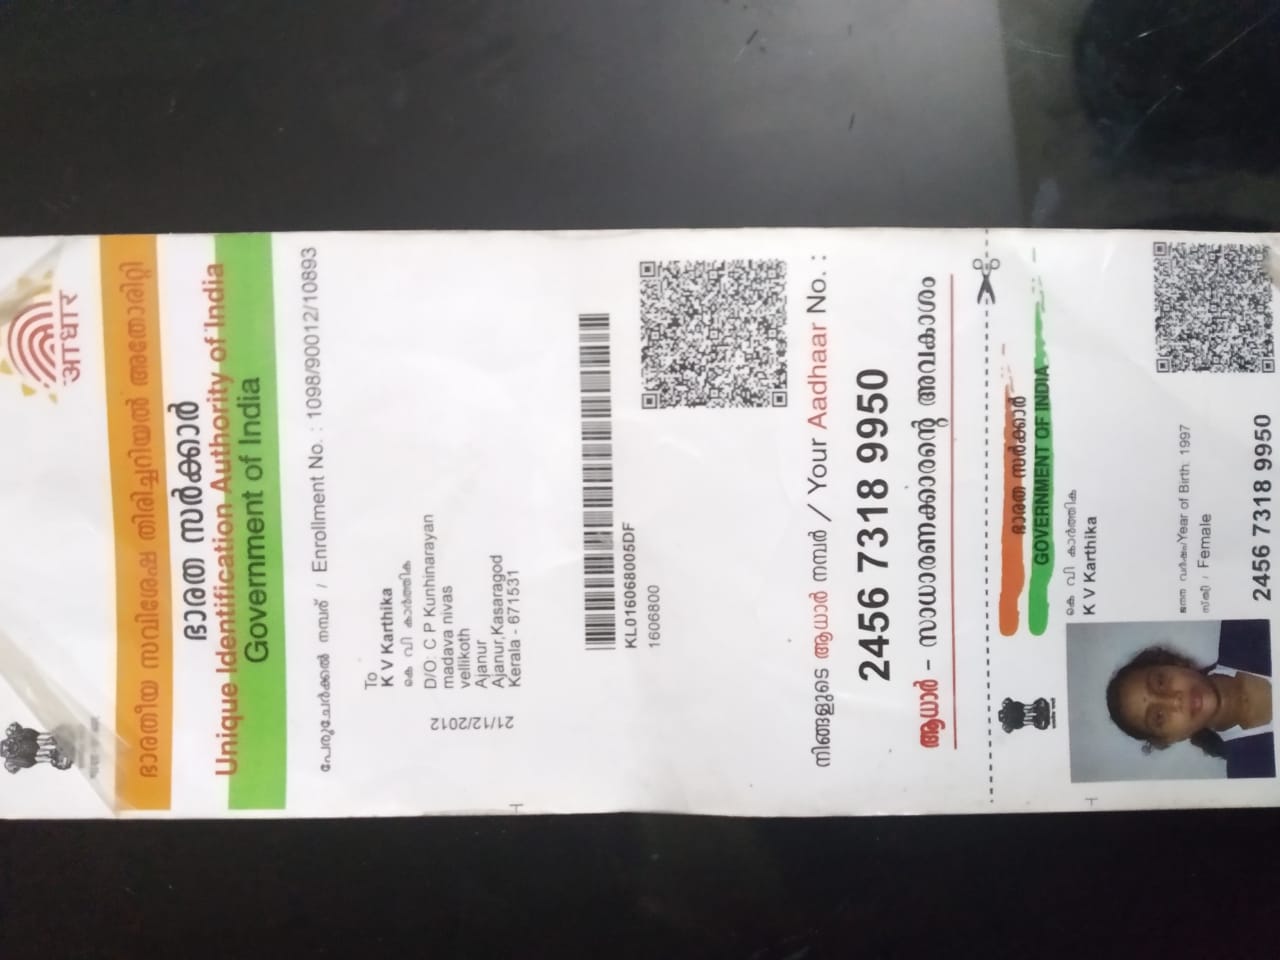 आधार
ഭാരതീയ സവിശേഷ തിരിച്ചറിയൽ അതോരിറ്റി
ഭാരത സർക്കാർ
Unique Identification Authority of India
Government of India
നമ്പര് / Enrollment No. : 1098/90012/10893
To
K V Karthika
കെ വി കാർത്തിക
D/O: C P Kunhinarayan
madava nivas
vellikoth
Ajanur
Ajanur,Kasaragod
Kerala - 671531
21/12/2012
KL016068005DF
1606800
നിങ്ങളുടെ ആധാർ നമ്പർ / Your Aadhaar No. :
2456 7318 9950
ആധാർ - സാധാരണക്കാരന്റെ അവകാശം
ഭാരത സർക്കാർ
GOVERNMENT OF INDIA
കെ വി കാർത്തിക
K V Karthika
ജനന വർഷം/Year of Birth 1997
സ്ത്രീ / Female
2456 7318 9950